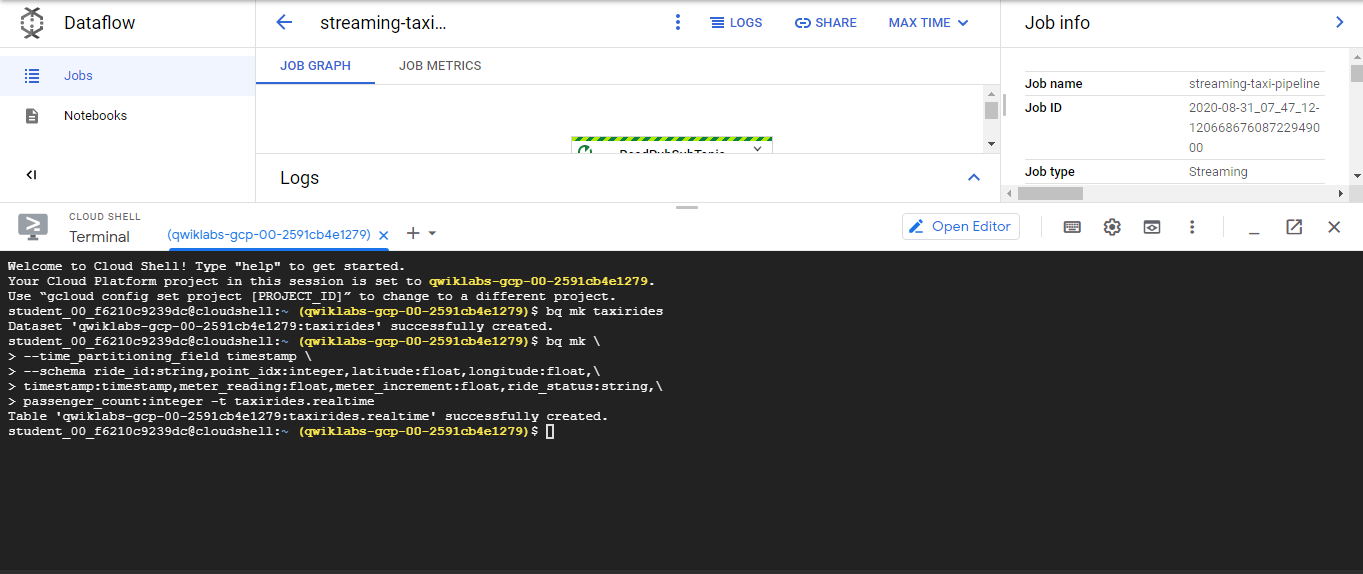 Dataflow
streaming-taxi...
LOGS
SHARE
MAX TIME
Job info
Jobs
Notebooks
JOB GRAPH
JOB METRICS
ReadPubSubTopic
Logs
Job name streaming-taxi-pipeline
Job ID 2020-08-31_07_47_12-
120668676087229490
00
Job type Streaming
CLOUD SHELL
Terminal
(qwiklabs-gcp-00-2591cb4e1279)
Open Editor
Welcome to Cloud Shell! Type "help" to get started.
Your Cloud Platform project in this session is set to qwiklabs-gcp-00-2591cb4e1279.
Use “gcloud config set project [PROJECT_ID]” to change to a different project.
student_00_f6210c9239dc@cloudshell:~ (qwiklabs-gcp-00-2591cb4e1279)$ bq mk taxirides
Dataset 'qwiklabs-gcp-00-2591cb4e1279:taxirides' successfully created.
student_00_f6210c9239dc@cloudshell:~ (qwiklabs-gcp-00-2591cb4e1279)$ bq mk \
> --time_partitioning_field timestamp \
> --schema ride_id:string,point_idx:integer,latitude:float,longitude:float,\
> timestamp:timestamp,meter_reading:float,meter_increment:float,ride_status:string,\
> passenger_count:integer -t taxirides.realtime
Table 'qwiklabs-gcp-00-2591cb4e1279:taxirides.realtime' successfully created.
student_00_f6210c9239dc@cloudshell:~ (qwiklabs-gcp-00-2591cb4e1279)$